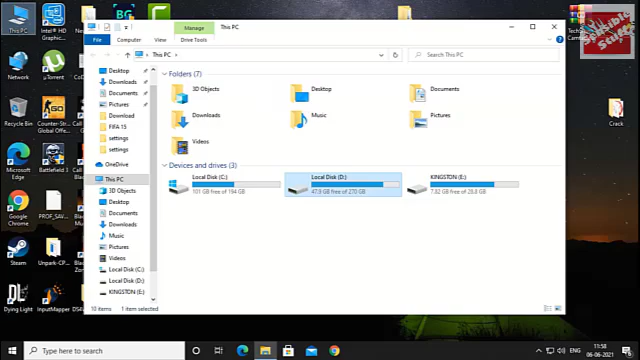 This PC
Intel® HD
Graphic...
Network
µTorrent
Recycle Bin
Counter-Str...
Global Offe...
Microsoft
Edge
Battlefield 3
Google
Chrome
PROF_SAV...
Steam
Unpark-CP...
Dying Light
InputMapper
DS4
Crack
Sensible
Stuff
Manage
This PC
File
Computer
View
Drive Tools
This PC
Search This PC
Desktop
Downloads
Documents
Pictures
Download
FIFA 15
settings
settings
OneDrive
This PC
3D Objects
Desktop
Documents
Downloads
Music
Pictures
Videos
Local Disk (C:)
Local Disk (D:)
KINGSTON (E:)
Folders (7)
3D Objects
Desktop
Documents
Downloads
Music
Pictures
Videos
Devices and drives (3)
Local Disk (C:)
101 GB free of 194 GB
Local Disk (D:)
47.9 GB free of 270 GB
KINGSTON (E:)
7.82 GB free of 28.8 GB
10 items
1 item selected
Type here to search
ENG
11:58
06-06-2021